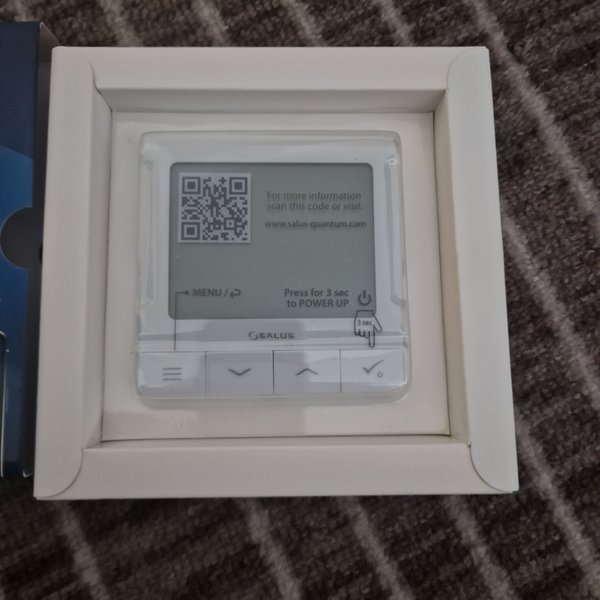 For more information
scan this code or visit:
www.salus-quantum.com
MENU /
Press for 3 sec
to POWER UP
3 sec
SALUS